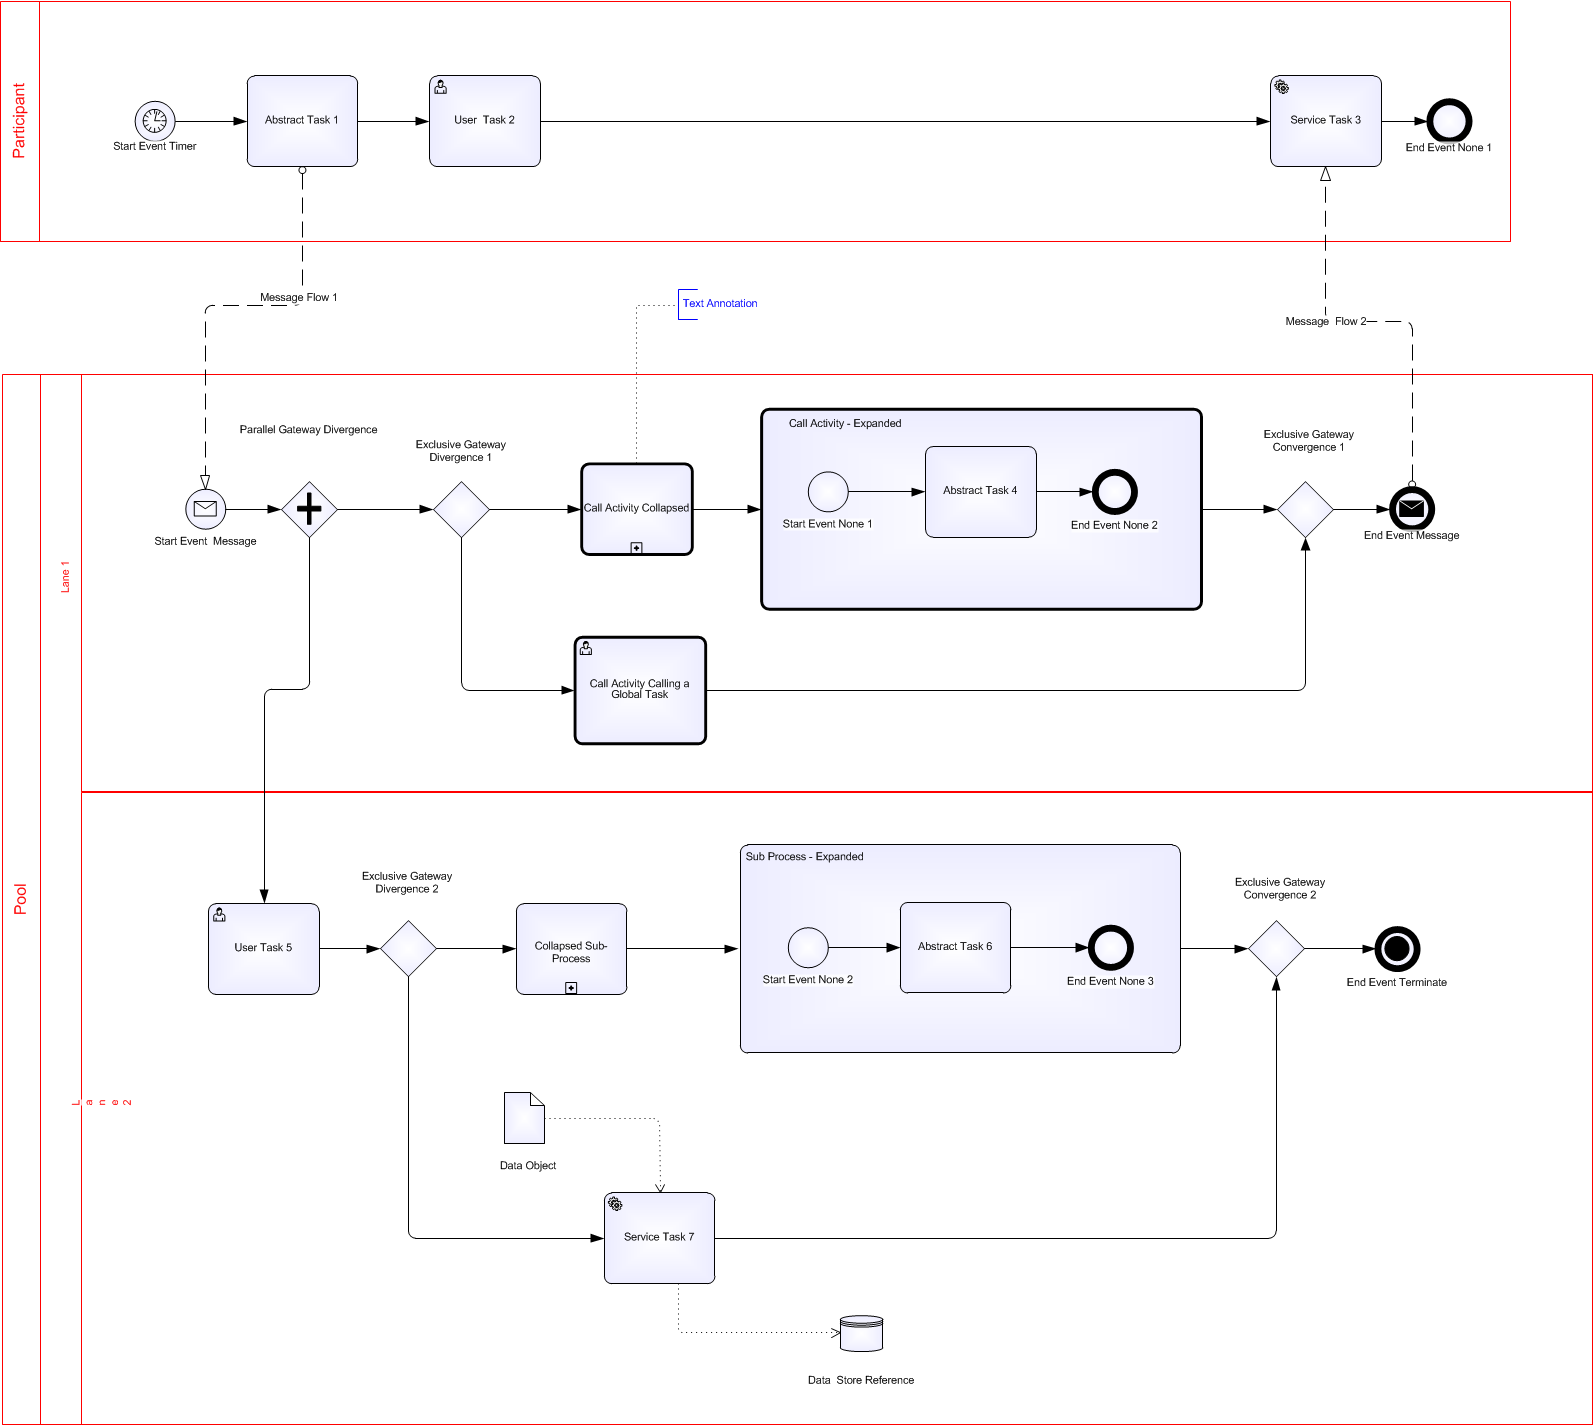 Participant
Start Event Timer
Abstract Task 1
User  Task 2
Service Task 3
End Event None 1
Message Flow 1
Text Annotation
Message  Flow 2
Pool
Lane 1
Parallel Gateway Divergence
Exclusive Gateway
Divergence 1
Start Event  Message
Call Activity Collapsed
Call Activity - Expanded
Start Event None 1
Abstract Task 4
End Event None 2
Exclusive Gateway
Convergence 1
End Event Message
Call Activity Calling a
Global Task
Lane 2
User Task 5
Exclusive Gateway
Divergence 2
Collapsed Sub-
Process
Sub Process - Expanded
Start Event None 2
Abstract Task 6
End Event None 3
Exclusive Gateway
Convergence 2
End Event Terminate
Data Object
Service Task 7
Data  Store Reference